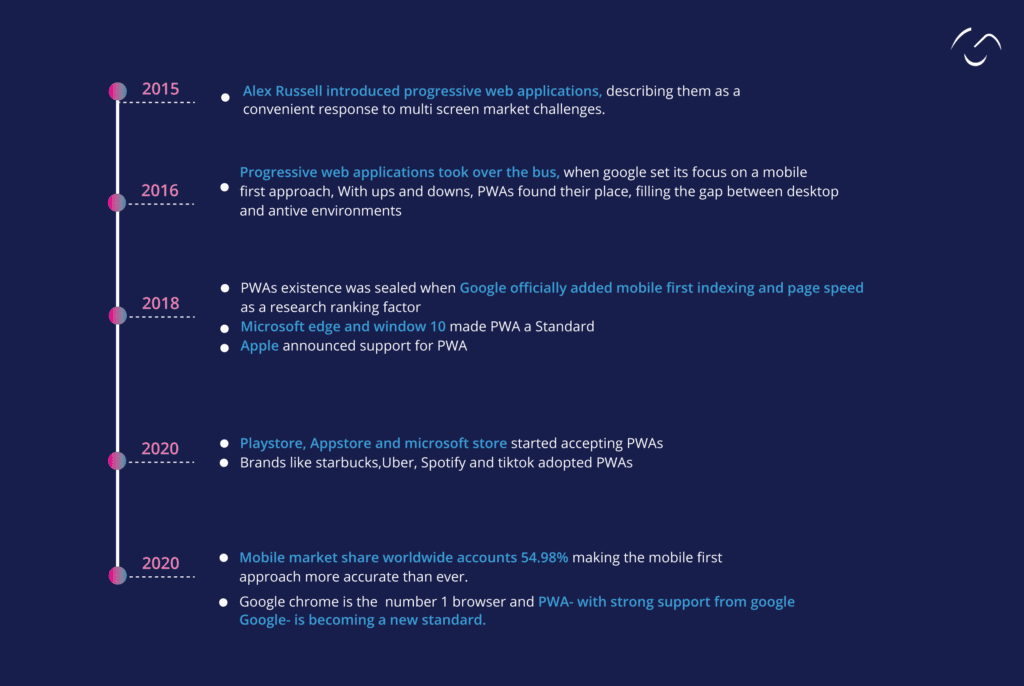 2015
Alex Russell introduced progressive web applications, describing them as a
convenient response to multi screen market challenges.
2016
Progressive web applications took over the bus, when google set its focus on a mobile
first approach, With ups and downs, PWAs found their place, filling the gap between desktop
and antive environments
2018
PWAs existence was sealed when Google officially added mobile first indexing and page speed
as a research ranking factor
Microsoft edge and window 10 made PWA a Standard
Apple announced support for PWA
2020
Playstore, Appstore and microsoft store started accepting PWAs
Brands like starbucks,Uber, Spotify and tiktok adopted PWAs
2020
Mobile market share worldwide accounts 54.98% making the mobile first
approach more accurate than ever.
Google chrome is the number 1 browser and PWA- with strong support from google
Google- is becoming a new standard.